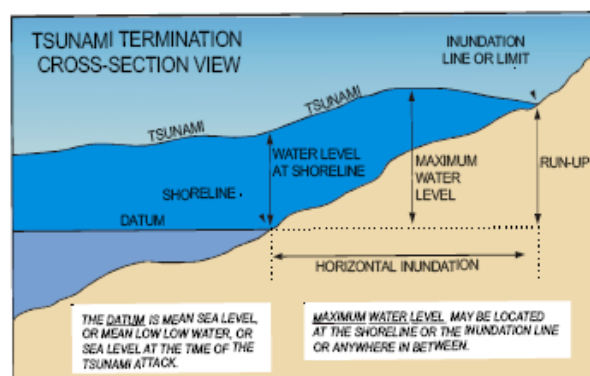 TSUNAMI TERMINATION
CROSS-SECTION VIEW
INUNDATION
LINE OR LIMIT
TSUNAMI
TSUNAMI
WATER LEVEL
AT SHORELINE
MAXIMUM
WATER
LEVEL
RUN-UP
SHORELINE
DATUM
HORIZONTAL INUNDATION
THE DATUM IS MEAN SEA LEVEL,
OR MEAN LOW LOW WATER, OR
SEA LEVEL AT THE TIME OF THE
TSUNAMI ATTACK.
MAXIMUM WATER LEVEL MAY BE LOCATED
AT THE SHORELINE OR THE INUNDATION LINE
OR ANYWHERE IN BETWEEN.